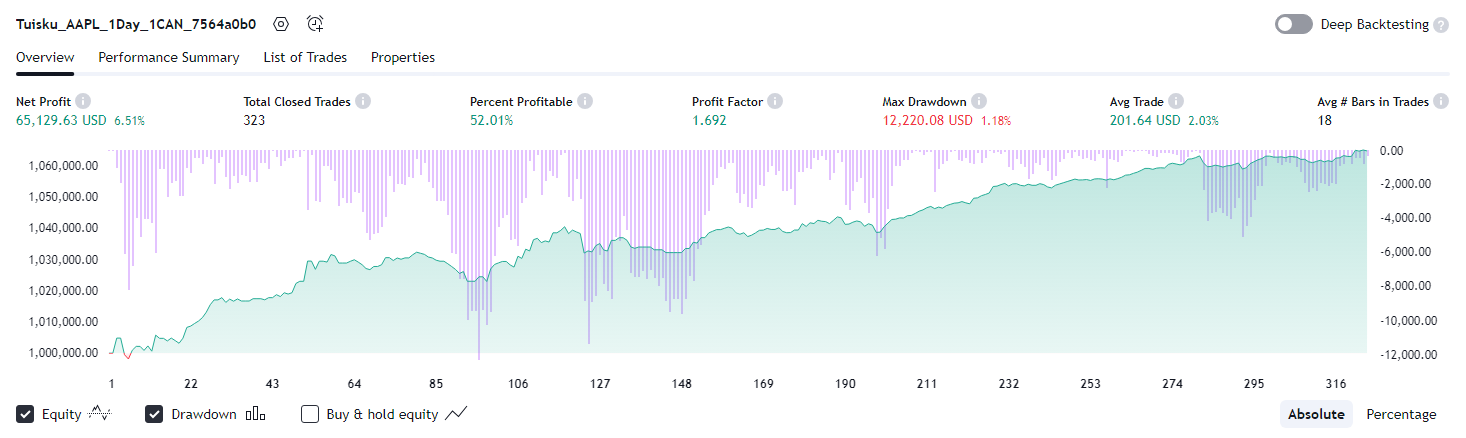 Tuisku_AAPL_1Day_1CAN_7564a0b0
Deep Backtesting
Overview Performance Summary List of Trades Properties
Net Profit Total Closed Trades Percent Profitable Profit Factor Max Drawdown Avg Trade Avg # Bars in Trades
65,129.63 USD 6.51% 323 52.01% 1.692 12,220.08 USD 1.18% 201.64 USD 2.03% 18
1,060,000.00
1,050,000.00
1,040,000.00
1,030,000.00
1,020,000.00
1,010,000.00
1,000,000.00
0.00
-2,000.00
-4,000.00
-6,000.00
-8,000.00
-10,000.00
-12,000.00
1 22 43 64 85 106 127 148 169 190 211 232 253 274 295 316
Equity Drawdown Buy & hold equity Absolute Percentage